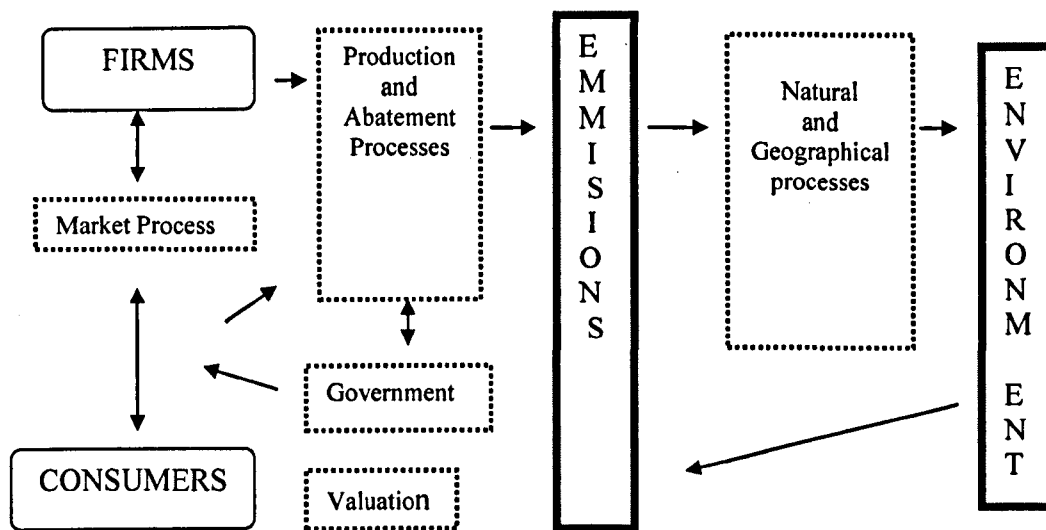 FIRMS
Market Process
CONSUMERS
Production
and
Abatement
Processes
Government
Valuation
E
M
M
I
S
I
O
N
S
Natural
and
Geographical
processes
E
N
V
I
R
O
N
M
E
N
T